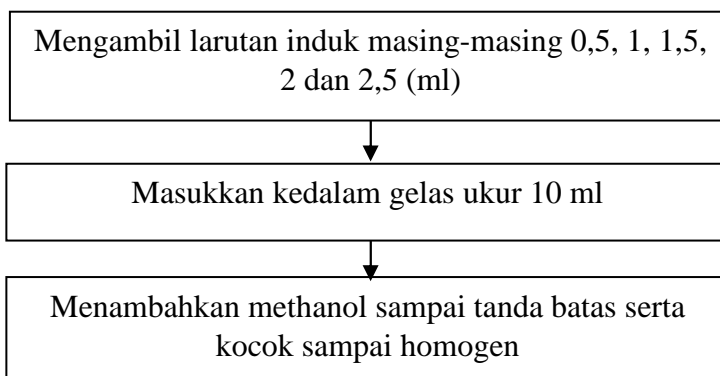 Mengambil larutan induk masing-masing 0,5, 1, 1,5,
2 dan 2,5 (ml)
Masukkan kedalam gelas ukur 10 ml
Menambahkan methanol sampai tanda batas serta
kocok sampai homogen